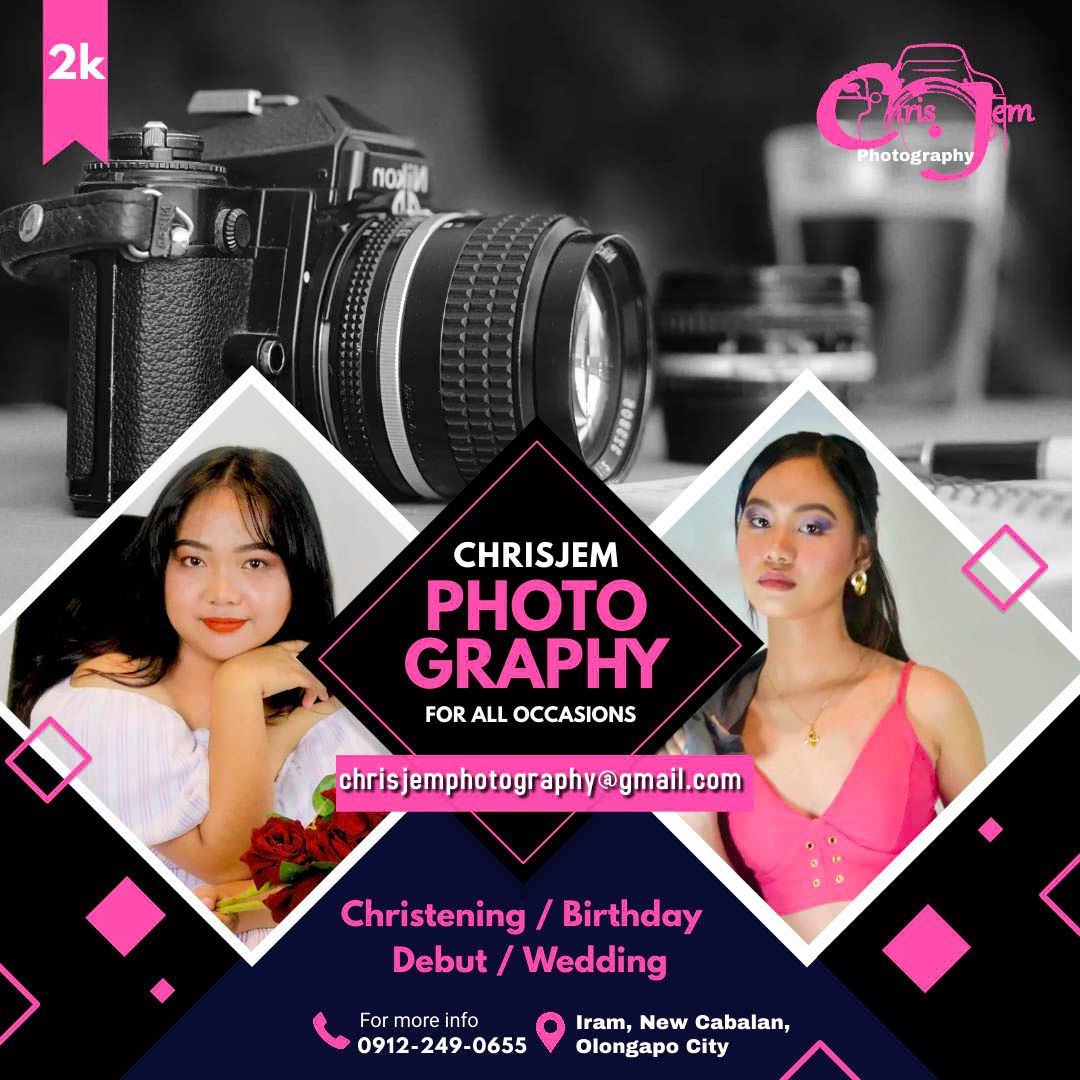 2k
Chris Jem
Photography
Nikon
CHRISJEM
PHOTO
GRAPHY
FOR ALL OCCASIONS
chrisjemphotography@gmail.com
Christening / Birthday
Debut / Wedding
For more info
0912-249-0655
Iram, New Cabalan,
Olongapo City